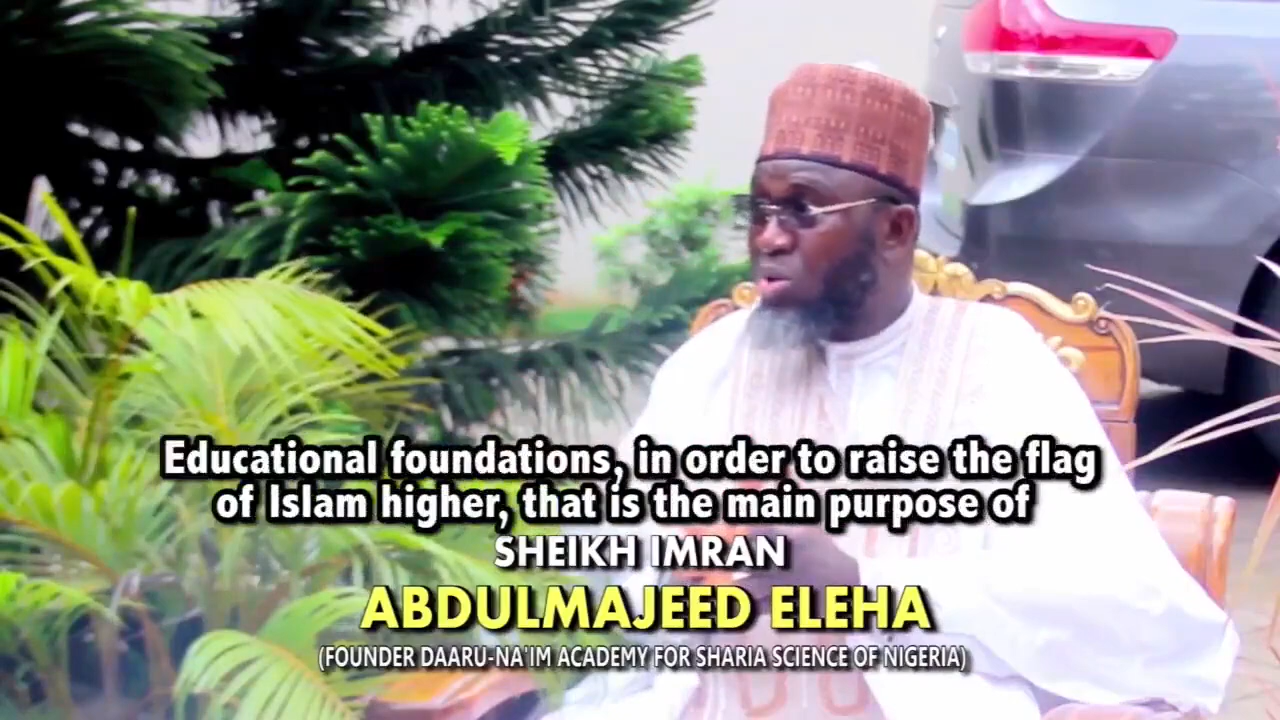 Educational foundations, in order to raise the flag
of Islam higher, that is the main purpose of
SHEIKH IMRAN
ABDULMAJEED ELEHA
(FOUNDER DAARU-NA'IM ACADEMY FOR SHARIA SCIENCE OF NIGERIA)